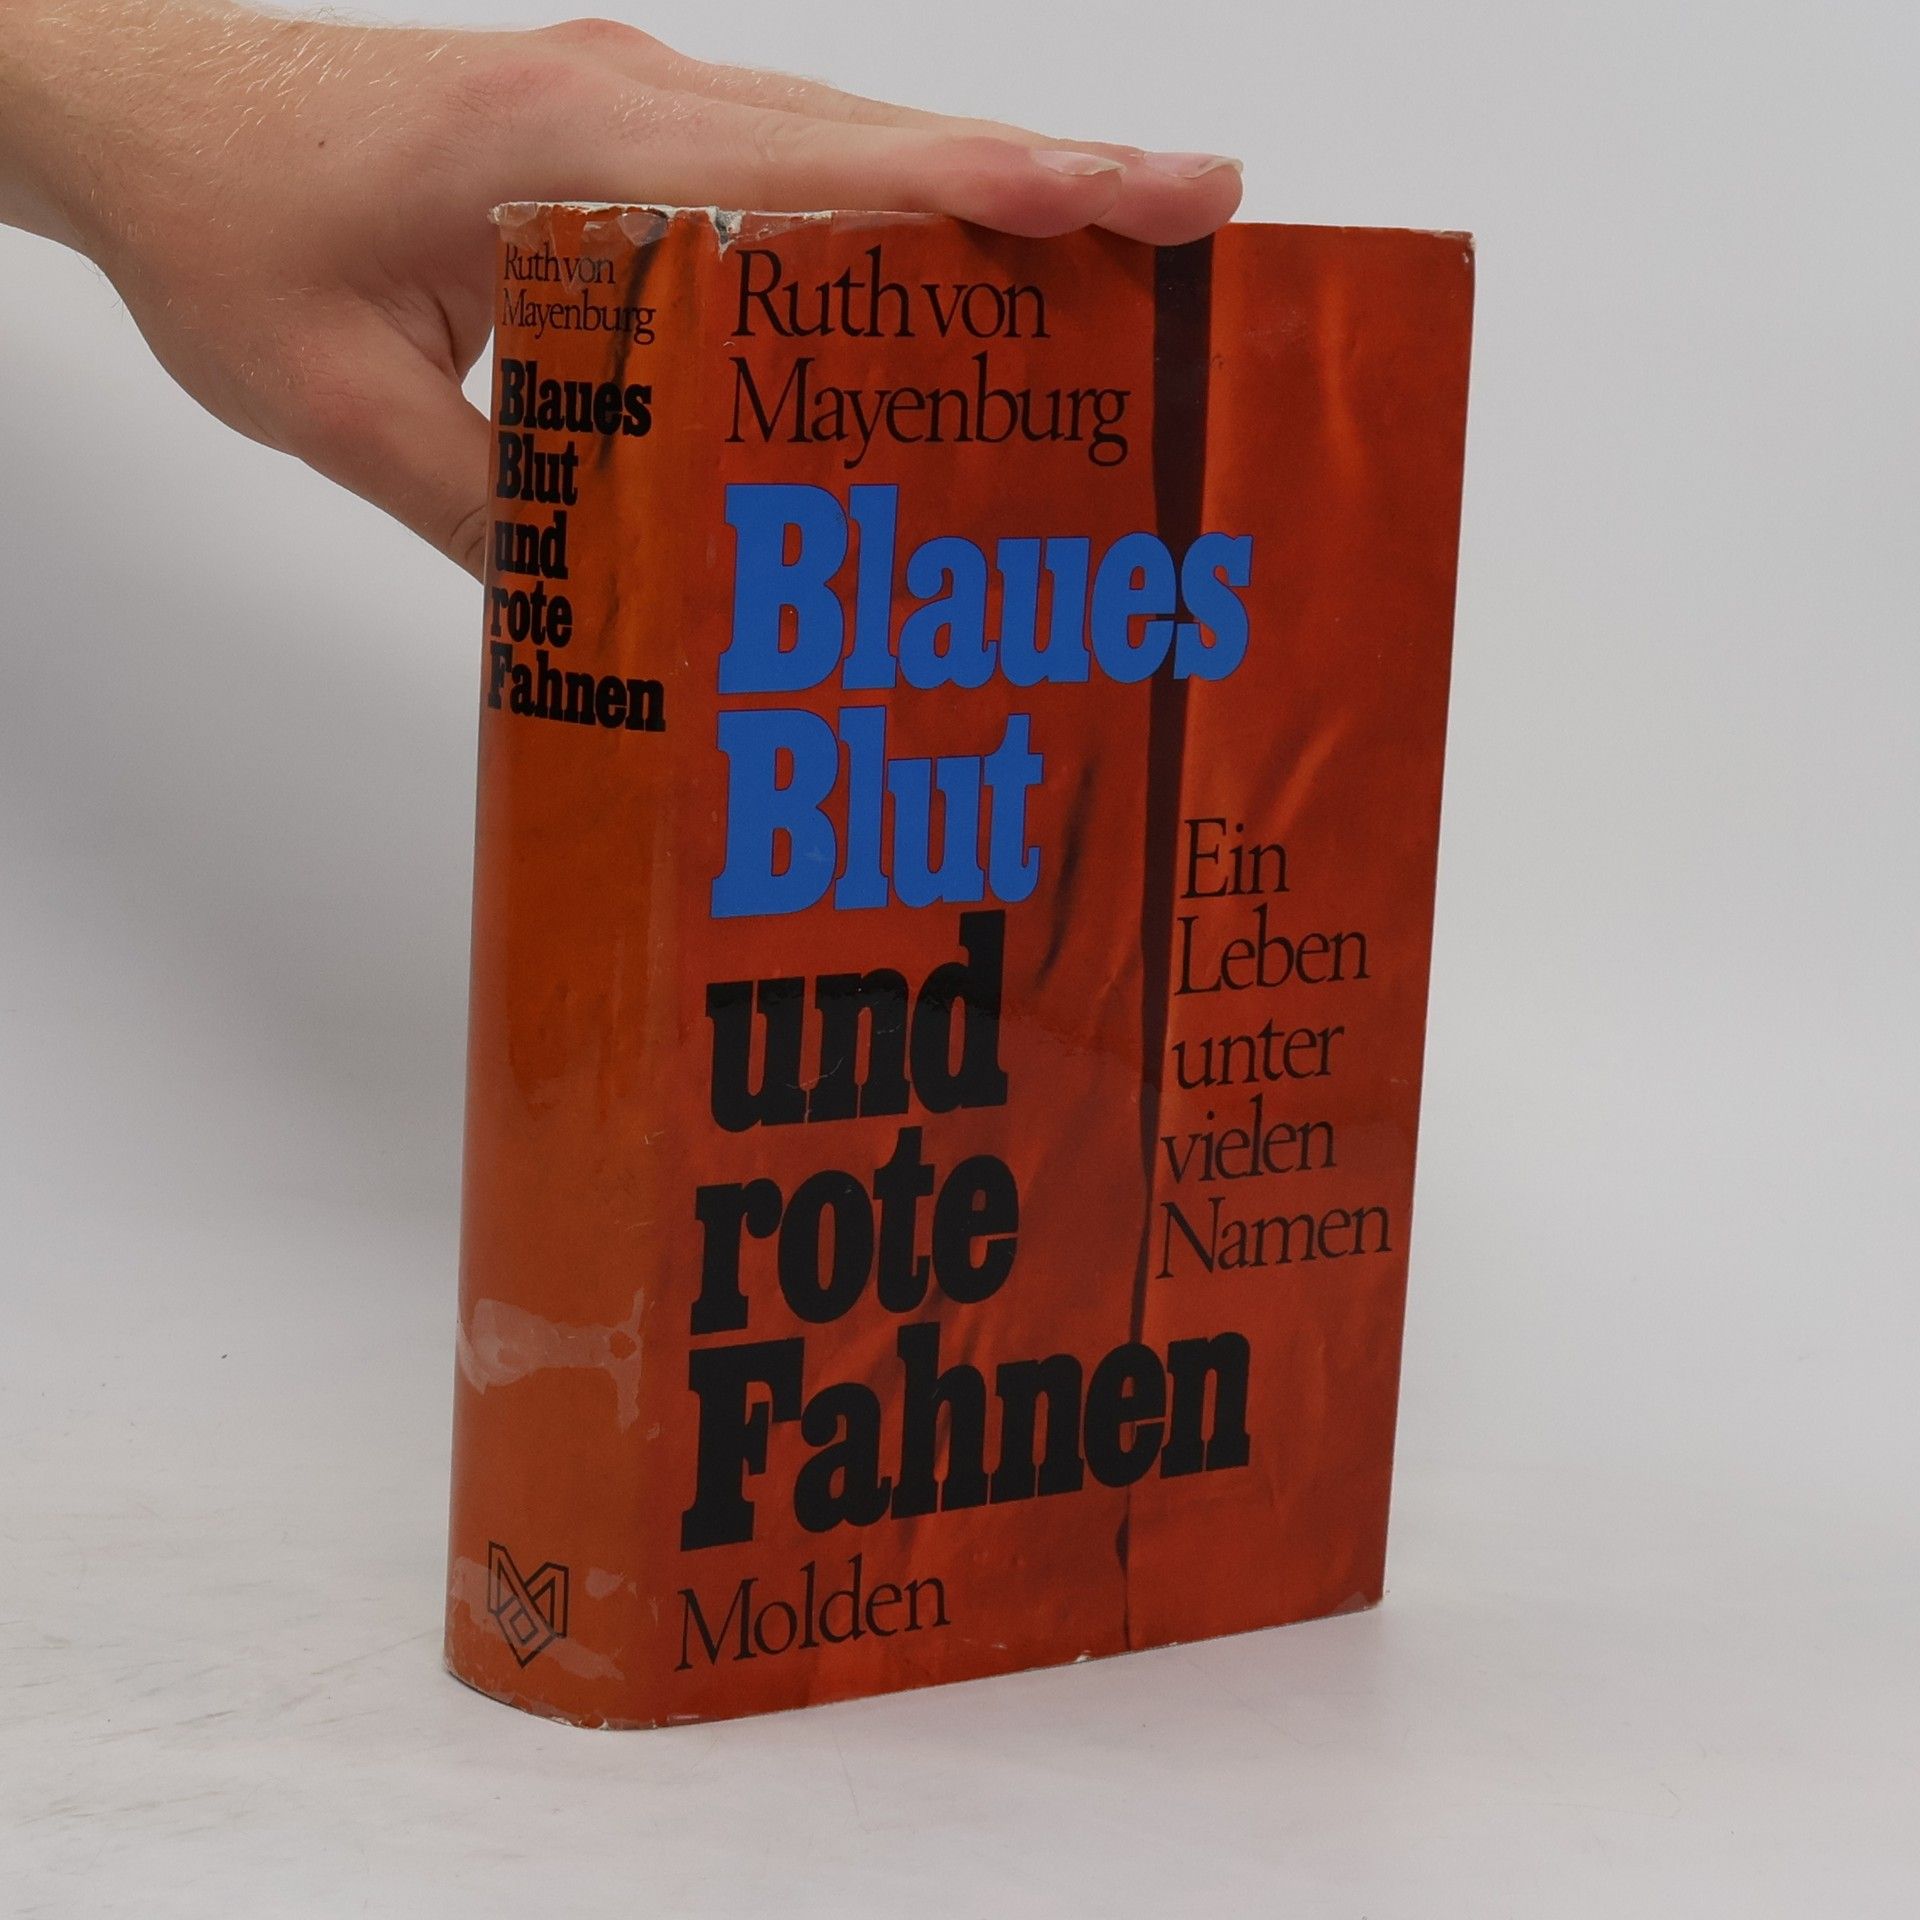 Ruth von
Mayenburg
Blaues
Blut
und
rote
Fahnen
Ruth von
Mayenburg
Blaues
Blut
und
rote
Fahnen
Ein
Leben
unter
vielen
Namen
Molden